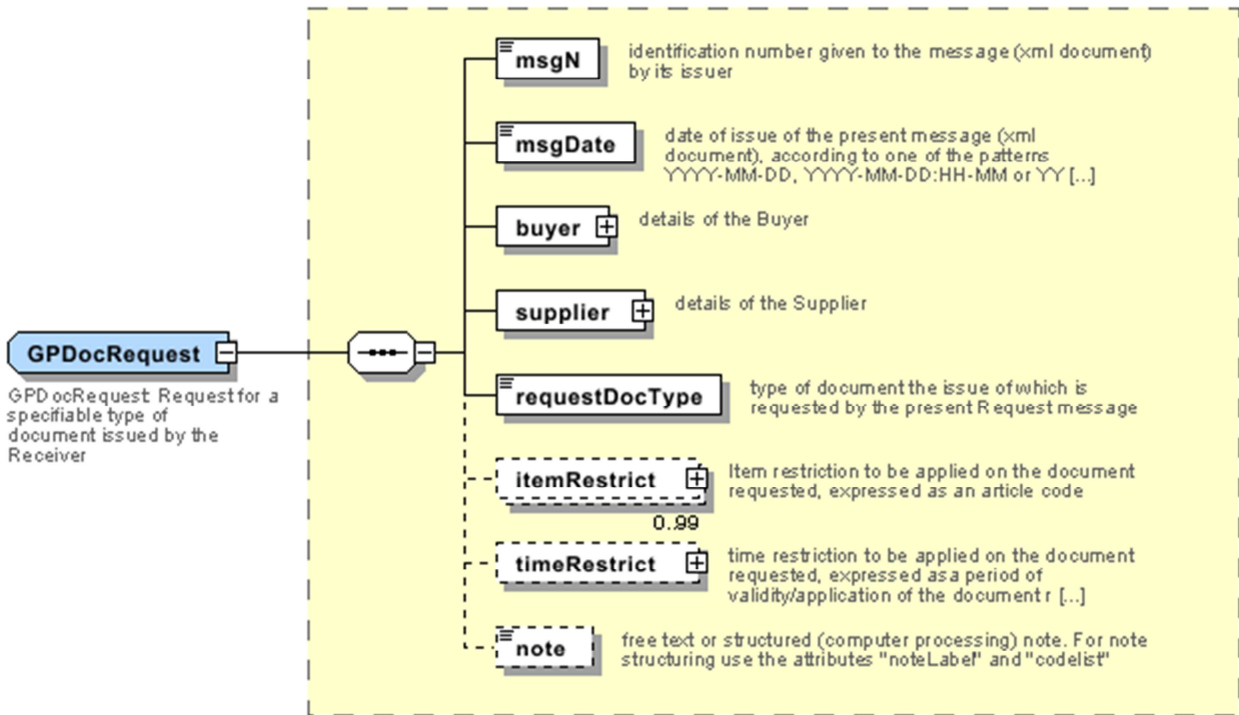 msgN
identification number given to the message (xml document)
by its issuer
msgDate
date of issue of the present message (xml
document), according to one of the patterns
YYYY-MM-DD, YYYY-MM-DD:HH-MM or YY [...]
buyer
details of the Buyer
supplier
details of the Supplier
GPDocRequest
GPDocRequest: Request for a
specifiable type of
document issued by the
Receiver
requestDocType
type of document the issue of which is
requested by the present Request message
itemRestrict
Item restriction to be applied on the document
requested, expressed as an article code
0..99
timeRestrict
time restriction to be applied on the document
requested, expressed asa period of
validity/application of the document r [...]
note
free text or structured (computer processing) note. For note
structuring use the attributes "noteLabel" and "codelist"